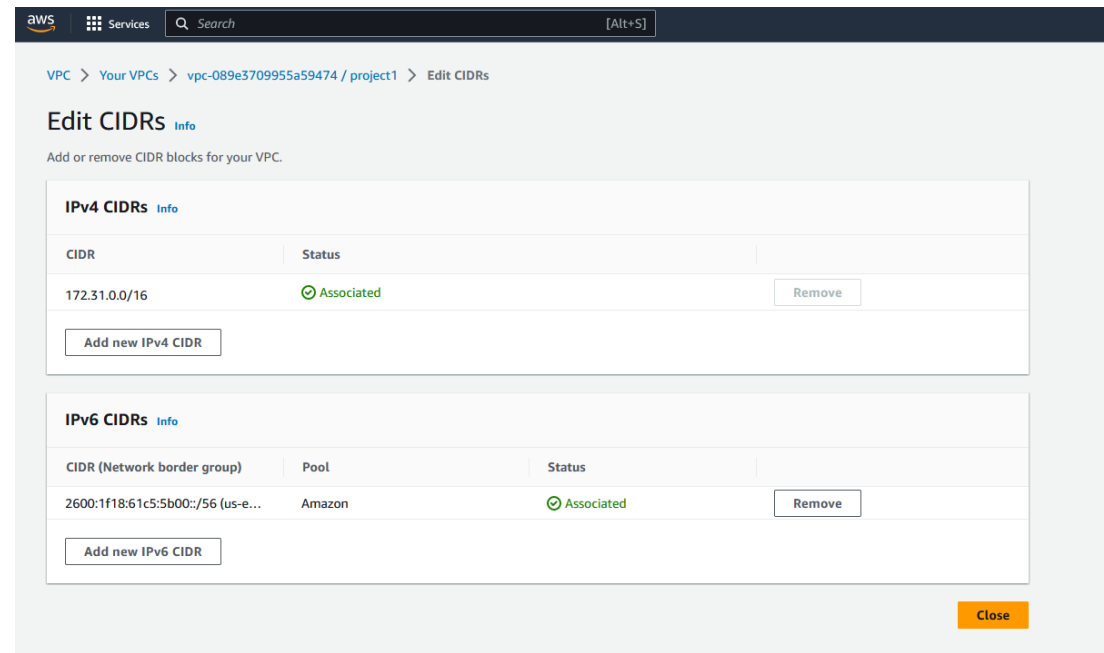 aws Services Search [Alt+S]
VPC > Your VPCs > vpc-089e3709955a59474 / project1 > Edit CIDRs
Edit CIDRs Info
Add or remove CIDR blocks for your VPC.
IPv4 CIDRs Info
CIDR Status
172.31.0.0/16 Associated Remove
Add new IPv4 CIDR
IPv6 CIDRs Info
CIDR (Network border group) Pool Status
2600:1f18:61c5:5b00::/56 (us-e... Amazon Associated Remove
Add new IPv6 CIDR
Close